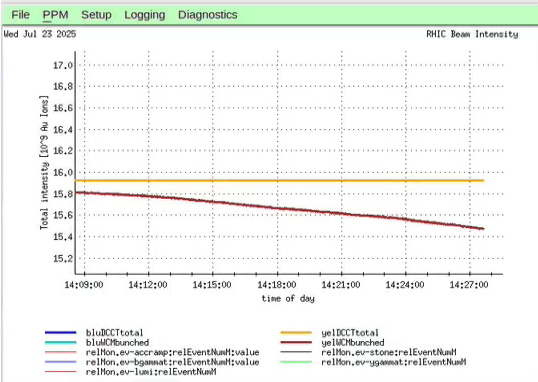 File PPM Setup Logging Diagnostics
Wed Jul 23 2025 RHIC Beam Intensity
Total intensity [10^9 Au Ions]
17.0
16.8
16.6
16.4
16.2
16.0
15.8
15.6
15.4
15.2
14:09:00 14:12:00 14:15:00 14:18:00 14:21:00 14:24:00 14:27:00
time of day
bluDCCTtotal yelDCCTtotal
bluWCMbunched yelWCMbunched
relMon.ev-accramp:relEventNumM:value relMon.ev-stone:relEventNumM
relMon.ev-bgammat:relEventNumM:value relMon.ev-ygammat:relEventNumM
relMon.ev-lumi:relEventNumM